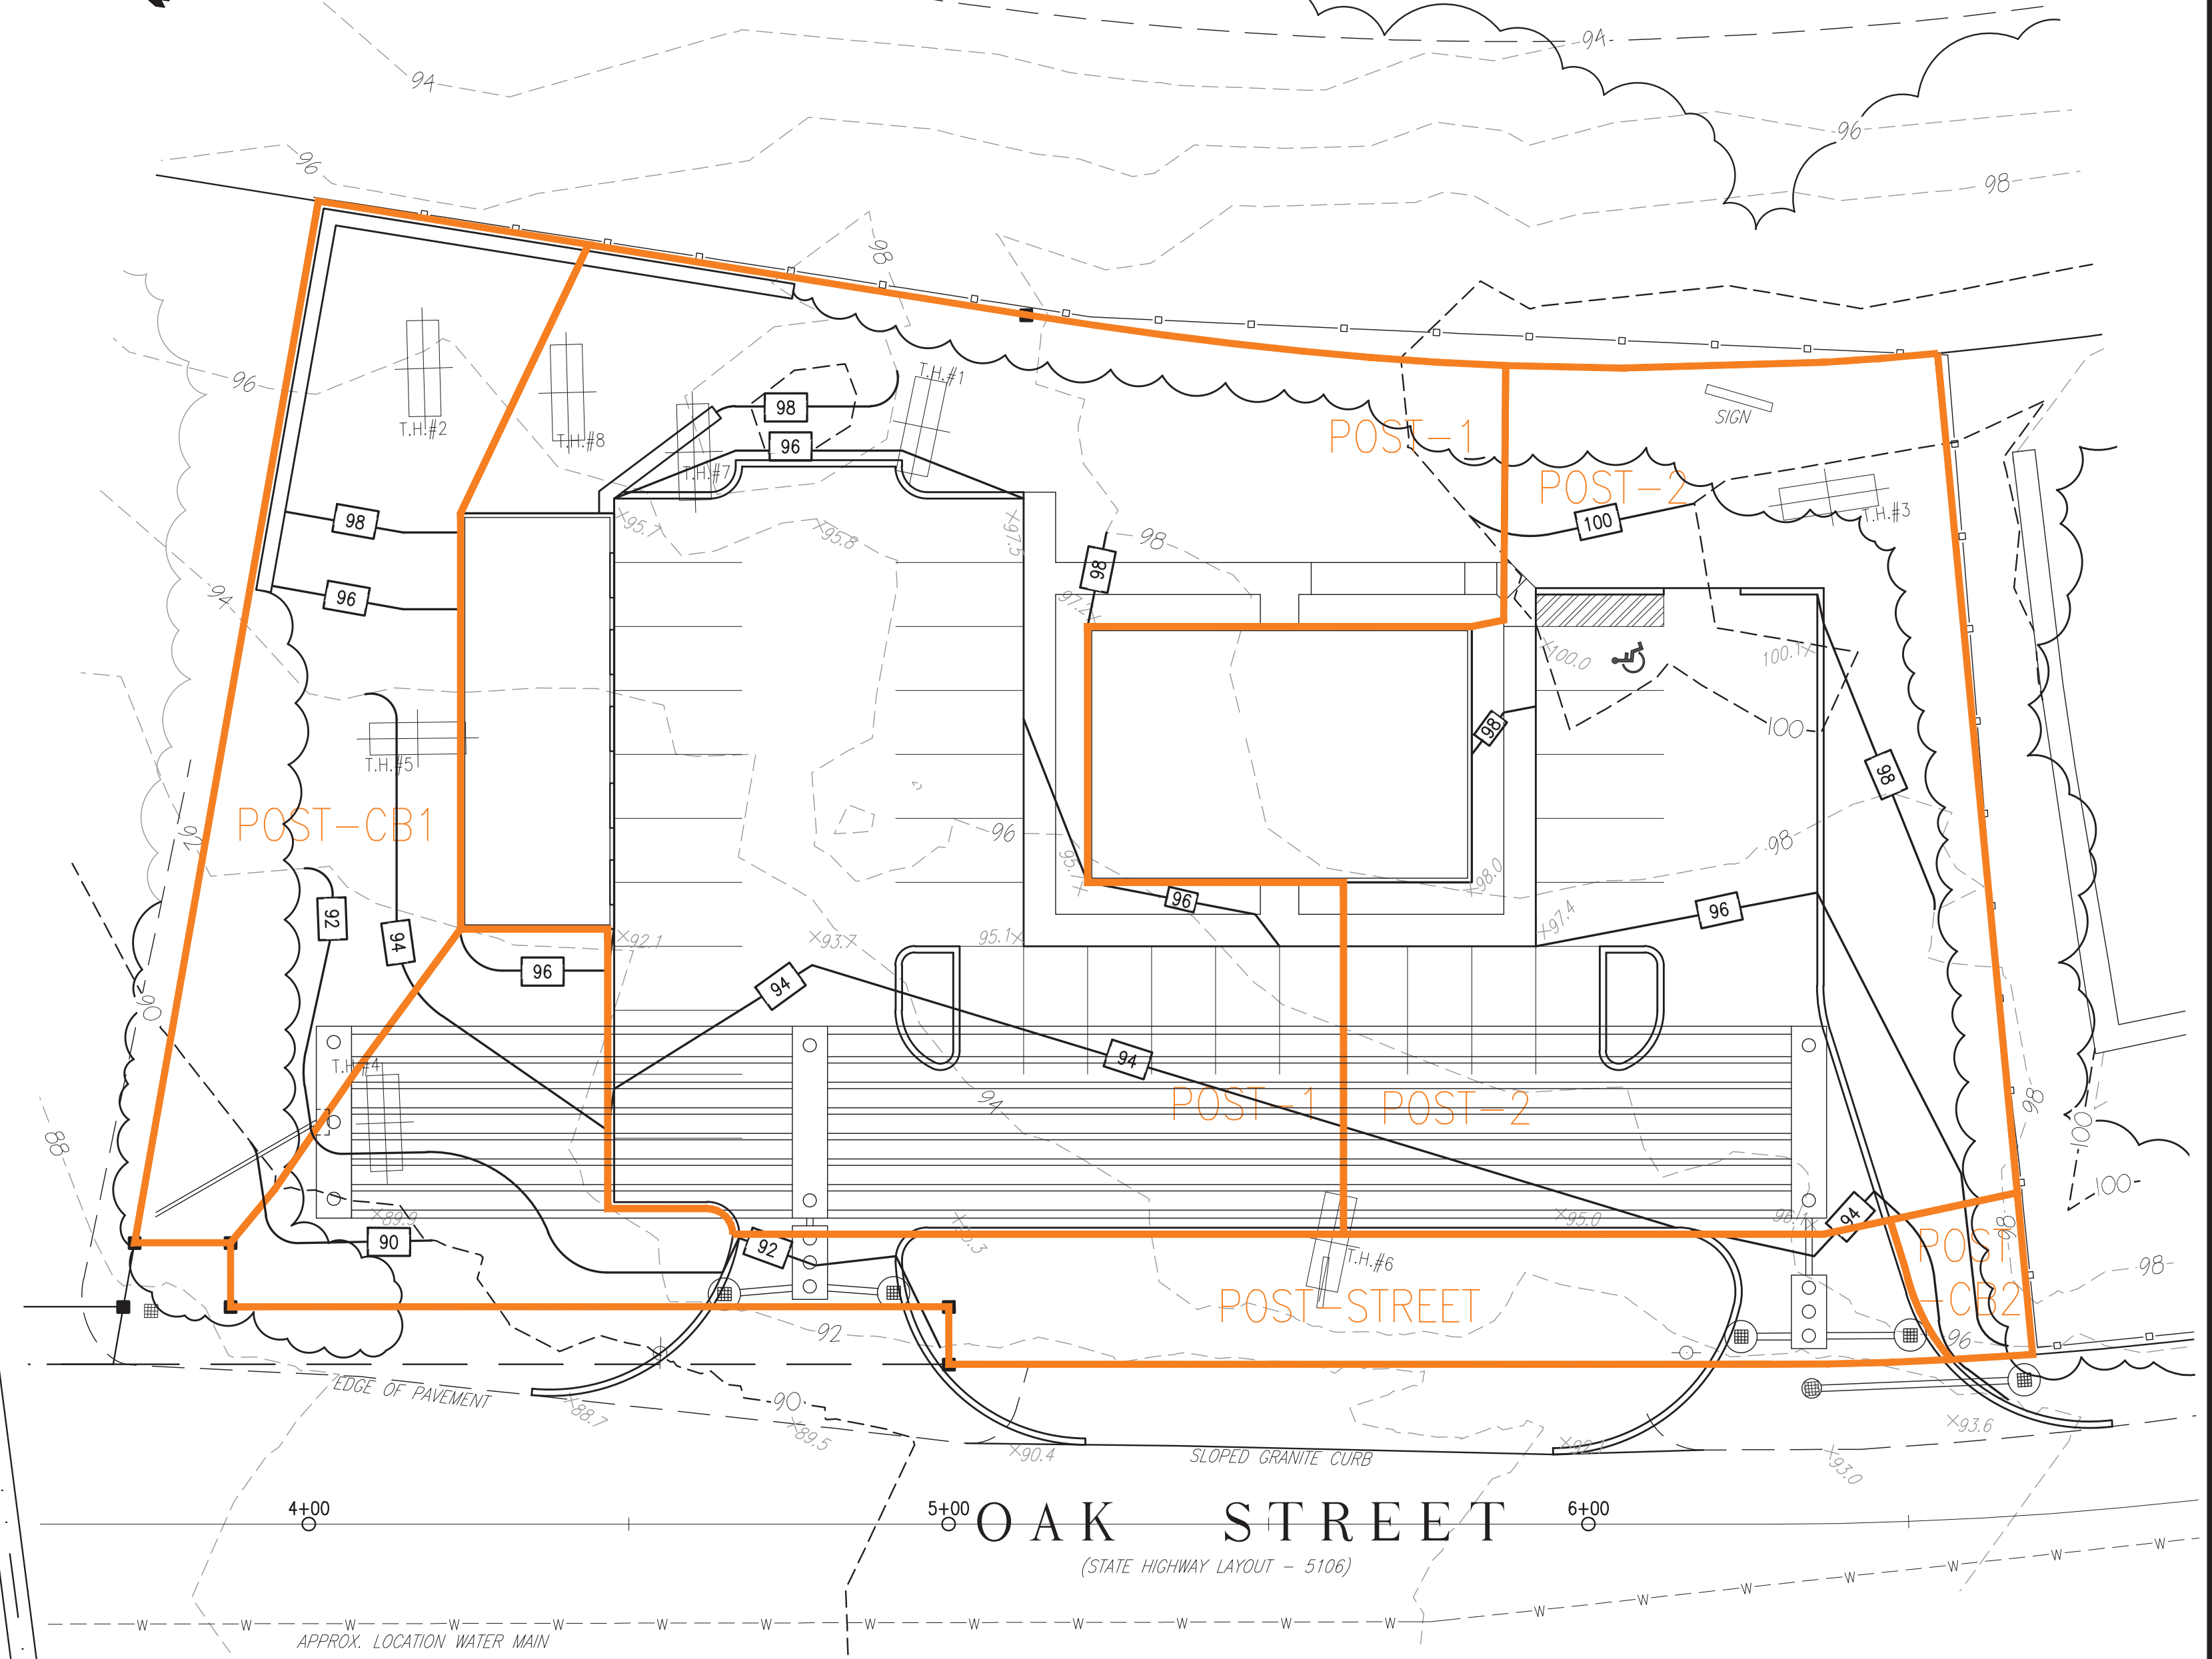 94
94
96
96
98
98
T.H.#1
96
98
96
T.H.#2
T.H.#8
T.H.#7
POST-1
SIGN
POST-2
100
T.H.#3
98
×95.7
×95.8
×97.5
98
98
96
97.2×
94
×100.0
100.1×
T.H.#5
98
100
98
POST-CB1
92
96
98
95.
×98.0
92
94
96
96
×97.4
×92.1
×93.7
95.1×
96
94
90
T.H.#4
94
94
POST-1
POST-2
98
100
88
100
×89.9
90
92
×95.0
96.1×
94
98
T.H.#6
POST
-CB2
98
POST-STREET
92
96
EDGE OF PAVEMENT
90
×88.7
×89.5
×90.4
SLOPED GRANITE CURB
×93.0
×93.6
4+00
5+00
OAK STREET
6+00
(STATE HIGHWAY LAYOUT - 5106)
W W W W W W W W W W W W W W W W W W W W W
APPROX. LOCATION WATER MAIN